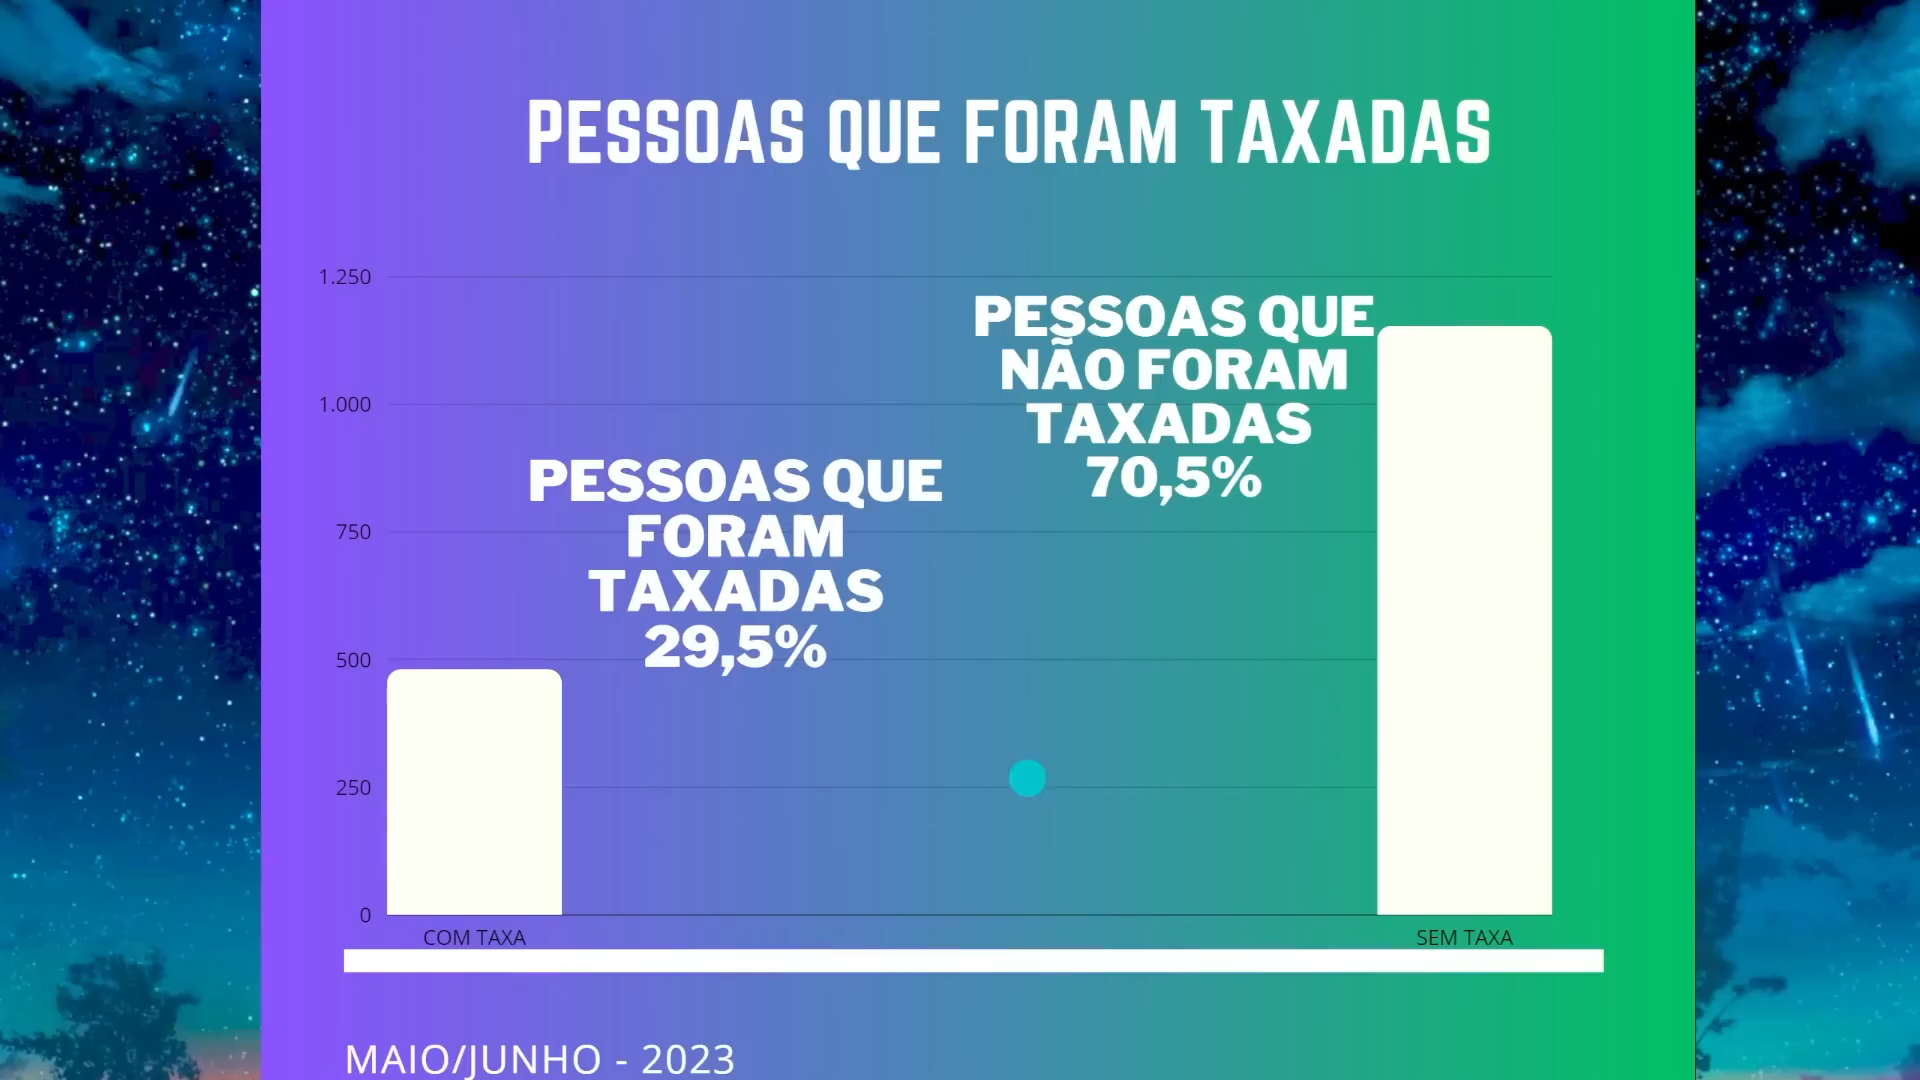 PESSOAS QUE FORAM TAXADAS
1.250
1.000
750
500
250
0
PESSOAS QUE
FORAM
TAXADAS
29,5%
PESSOAS QUE
NÃO FORAM
TAXADAS
70,5%
COM TAXA
SEM TAXA
MAIO/JUNHO - 2023